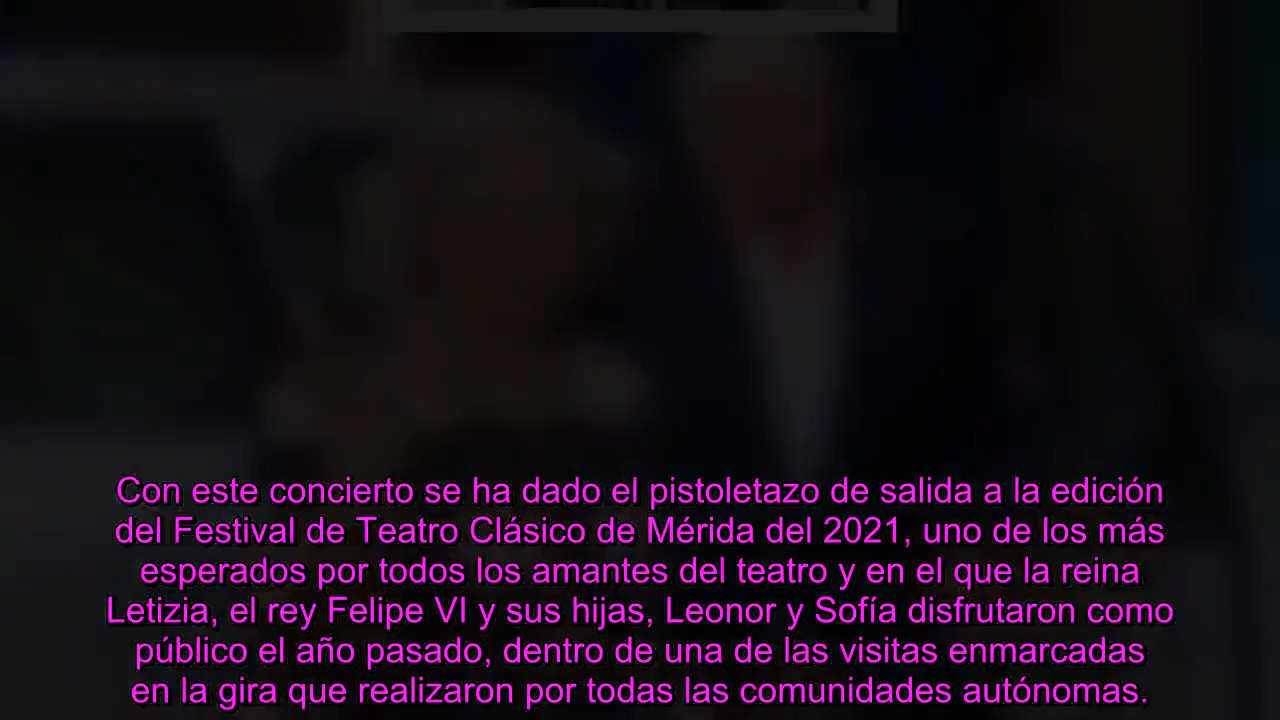 Con este concierto se ha dado el pistoletazo de salida a la edición
del Festival de Teatro Clásico de Mérida del 2021, uno de los más
esperados por todos los amantes del teatro y en el que la reina
Letizia, el rey Felipe VI y sus hijas, Leonor y Sofía disfrutaron como
público el año pasado, dentro de una de las visitas enmarcadas
en la gira que realizaron por todas las comunidades autónomas.